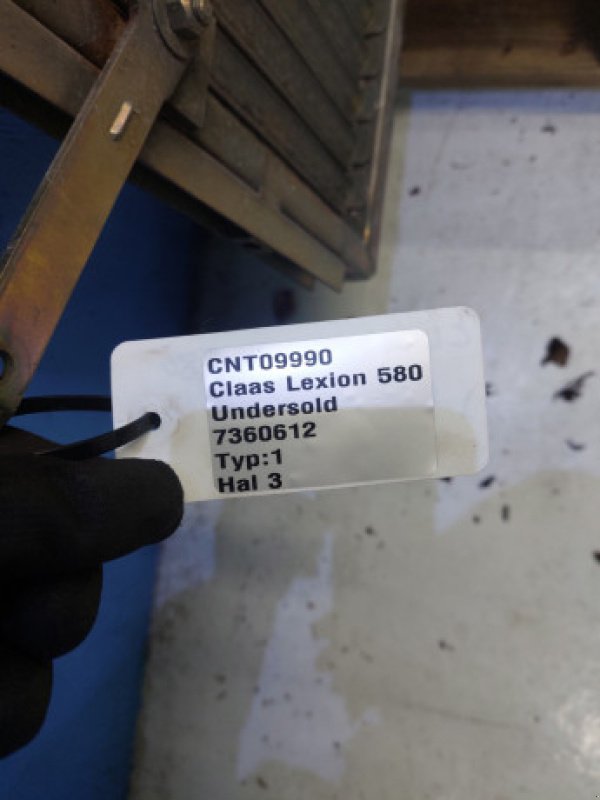 CNT09990
Claas Lexion 580
Undersold
7360612
Typ:1
Hal 3